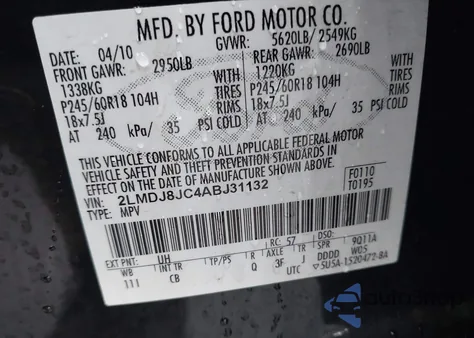 MFD. BY FORD MOTOR CO.
DATE: 04/10 GVWR: 5620LB/ 2549KG
FRONT GAWR: 2950LB REAR GAWR: 2690LB
1338KG WITH 1220KG WITH
P245/60R18 104H TIRES P245/60R18 104H TIRES
18x7.5J RIMS 18x7.5J RIMS
AT 240 kPa/ 35 PSI COLD AT 240 kPa/ 35 PSI COLD
THIS VEHICLE CONFORMS TO ALL APPLICABLE FEDERAL MOTOR
VEHICLE SAFETY AND THEFT PREVENTION STANDARDS IN EFFECT
ON THE DATE OF MANUFACTURE SHOWN ABOVE.
VIN: 2LMDJ8JC4ABJ31132 F0110
TYPE: MPV T0195
EXT PNT: UH RC: 57 DSO:
WB INT TR TP/PS R AXLE TR SPR 9Q11A
111 CB Q 3F J DDDD W05
UTC ▽5U5A-1520472-BA